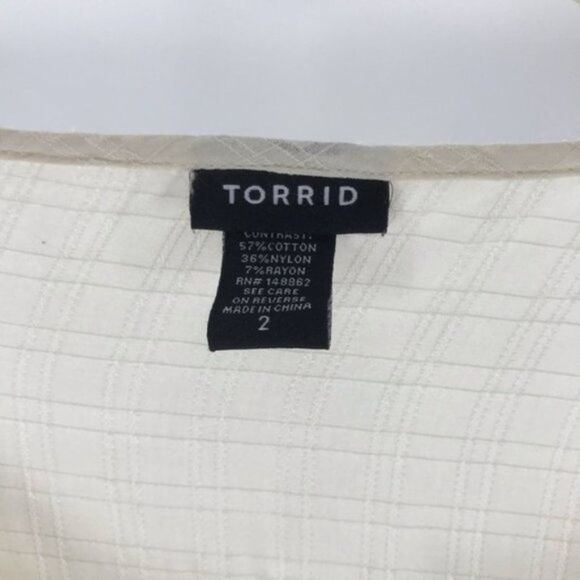 TORRID
CONTRAST:
57%COTTON
36%NYLON
7%RAYON
RN# 148862
SEE CARE
ON REVERSE
MADE IN CHINA
2